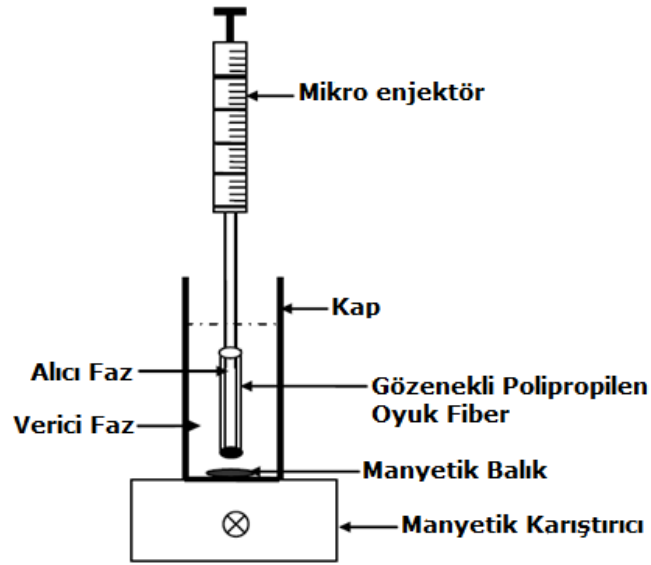 Mikro enjektör
Kap
Alıcı Faz
Gözenekli Polipropilen
Oyuk Fiber
Verici Faz
Manyetik Balık
Manyetik Karıştırıcı